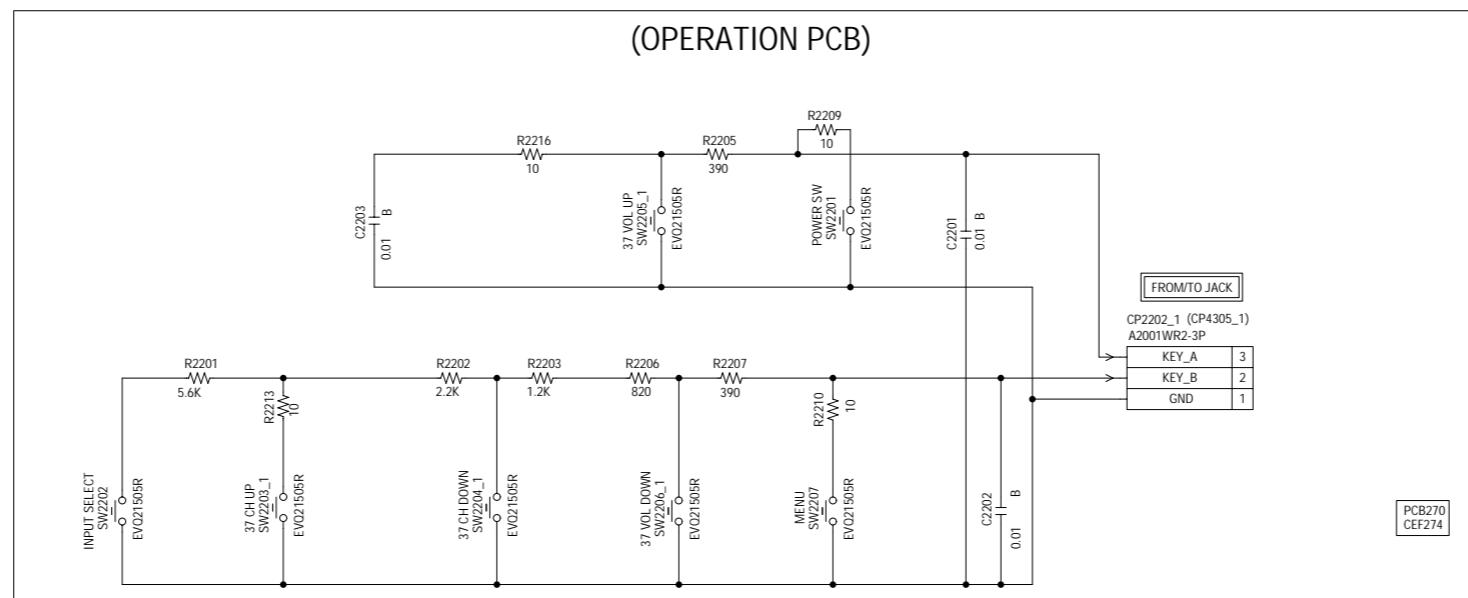 (OPERATION PCB)
R2209
10
R2216
10
R2205
390
C2203
0.01 B
37 VOL UP
SW2205_1
EVQ21505R
POWER SW
SW2201
EVQ21505R
C2201
0.01 B
FROM/TO JACK
CP2202_1 (CP4305_1)
A2001WR2-3P
KEY_A 3
KEY_B 2
GND 1
R2201
5.6K
R2213
10
R2202
2.2K
R2203
1.2K
R2206
820
R2207
390
R2210
10
INPUT SELECT
SW2202
EVQ21505R
37 CH UP
SW2203_1
EVQ21505R
37 CH DOWN
SW2204_1
EVQ21505R
37 VOL DOWN
SW2206_1
EVQ21505R
MENU
SW2207
EVQ21505R
C2202
0.01 B
PCB270
CEF274